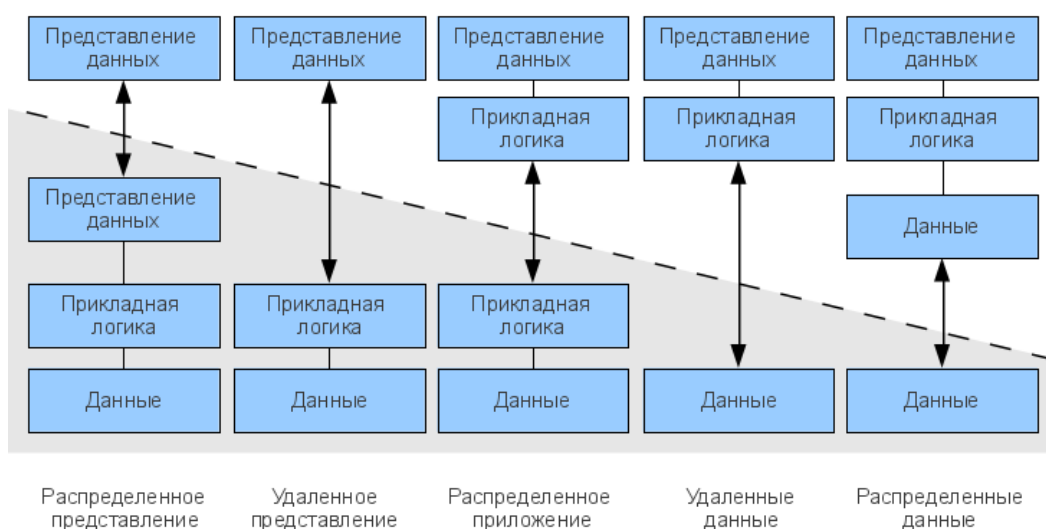 Представление
данных
Представление
данных
Представление
данных
Представление
данных
Представление
данных
Прикладная
логика
Прикладная
логика
Прикладная
логика
Представление
данных
Данные
Прикладная
логика
Прикладная
логика
Прикладная
логика
Данные
Данные
Данные
Данные
Данные
Распределенное
представление
Удаленное
представление
Распределенное
приложение
Удаленные
данные
Распределенные
данные